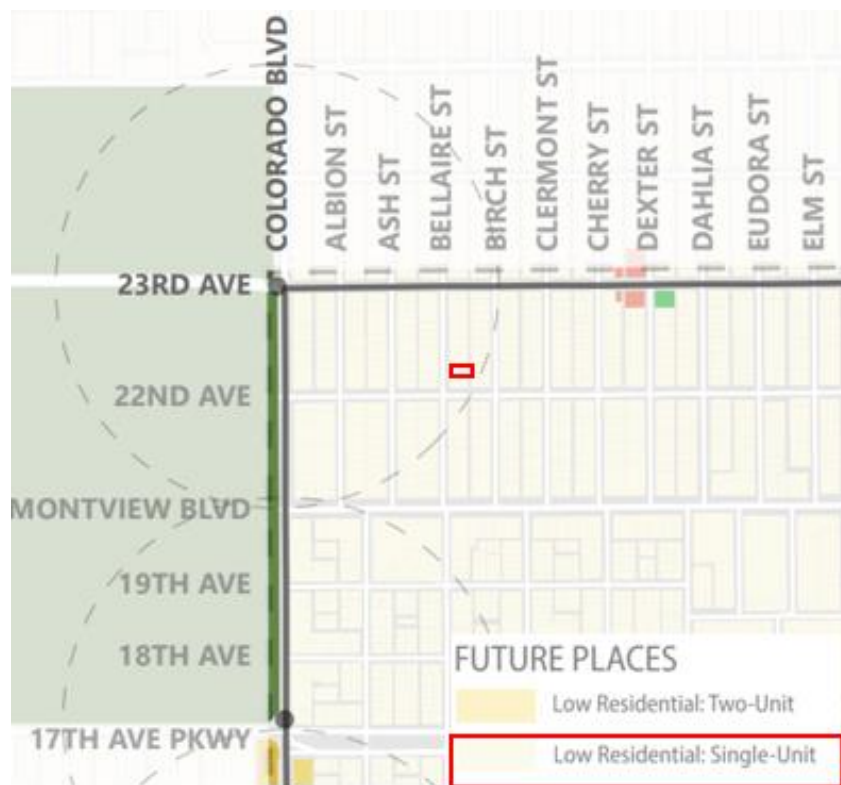 COLORADO BLVD
ALBION ST
ASH ST
BELLAIRE ST
BIRCH ST
CLERMONT ST
CHERRY ST
DEXTER ST
DAHLIA ST
EUDORA ST
ELM ST
23RD AVE
22ND AVE
MONTVIEW BLVD
19TH AVE
18TH AVE
17TH AVE PKWY
FUTURE PLACES
Low Residential: Two-Unit
Low Residential: Single-Unit